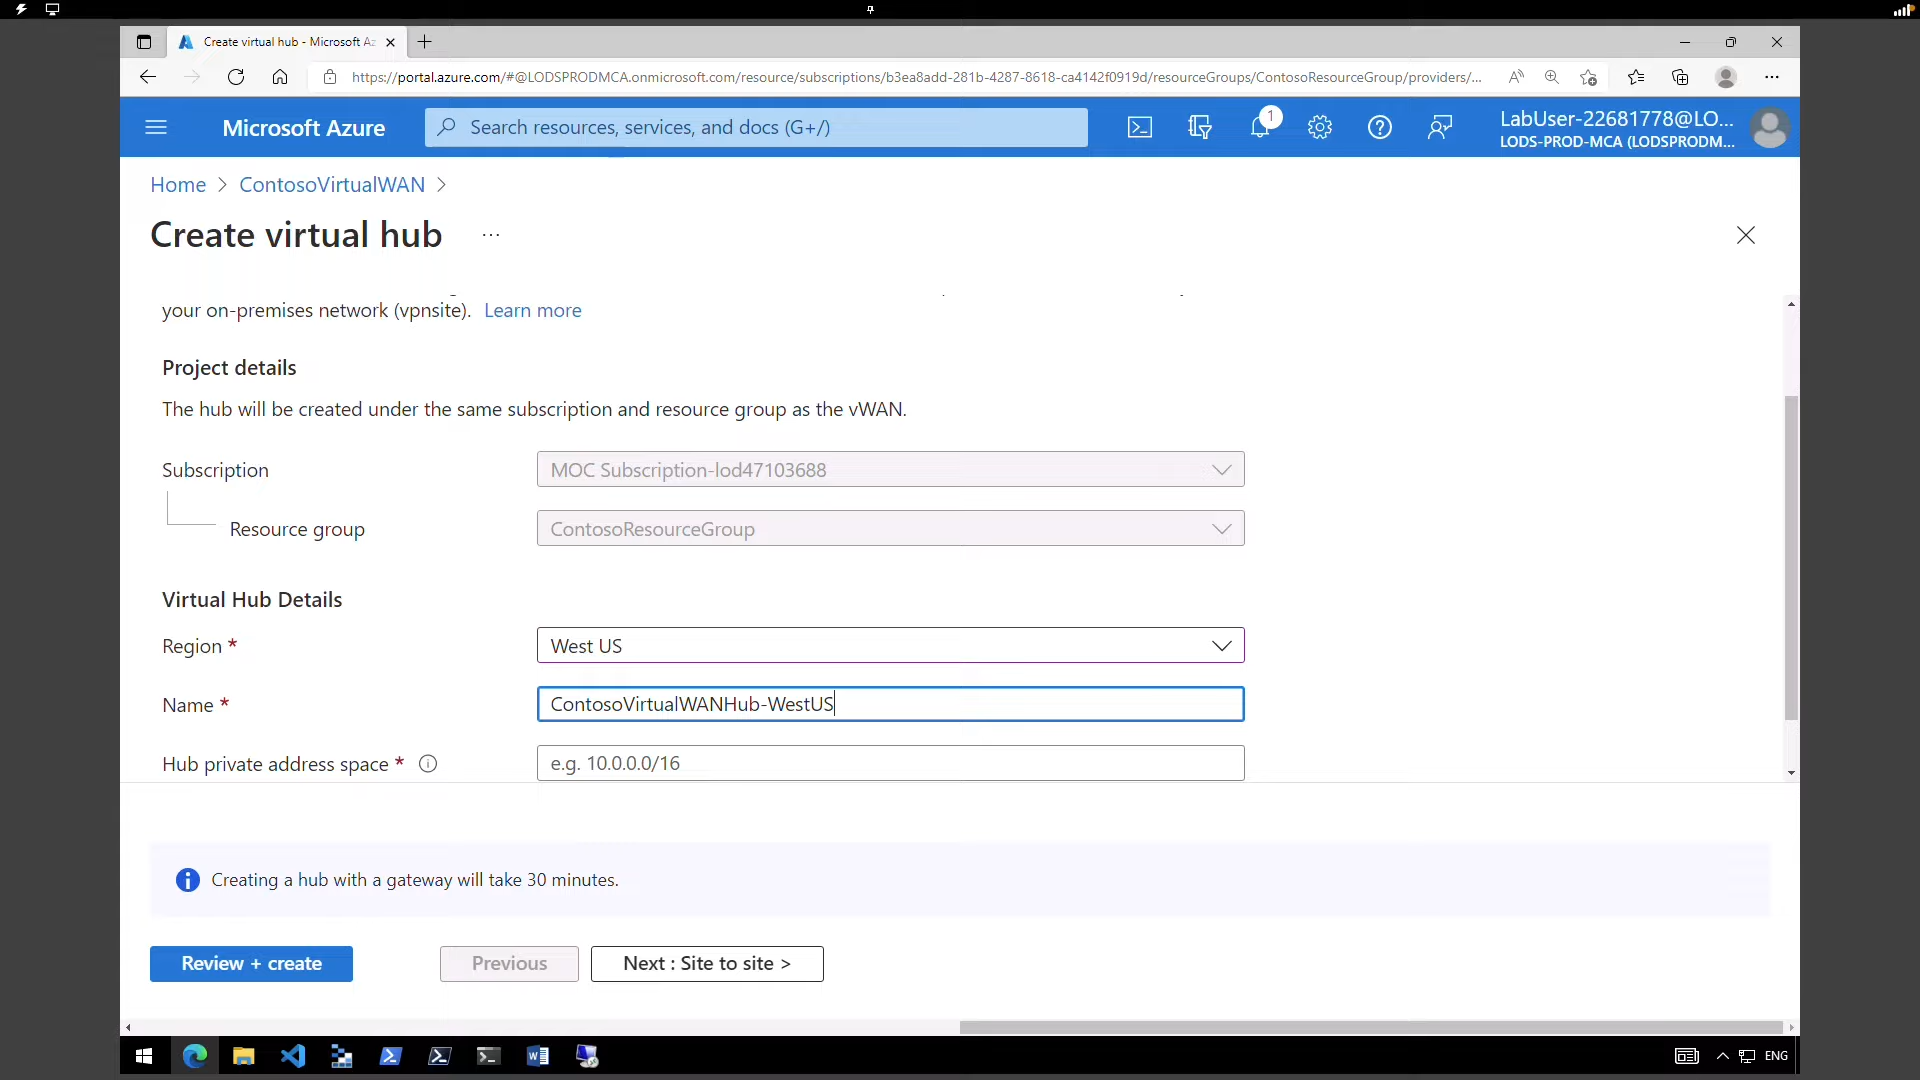 Create virtual hub - Microsoft Az
https://portal.azure.com/#@LODSPRODMCA.onmicrosoft.com/resource/subscriptions/b3ea8add-281b-4287-8618-ca4142f0919d/resourceGroups/ContosoResourceGroup/providers/...
Microsoft Azure
Search resources, services, and docs (G+/)
1
LabUser-22681778@LO...
LODS-PROD-MCA (LODSPRODM...
Home > ContosoVirtualWAN >
Create virtual hub ...
your on-premises network (vpnsite). Learn more
Project details
The hub will be created under the same subscription and resource group as the vWAN.
Subscription
MOC Subscription-lod47103688
Resource group
ContosoResourceGroup
Virtual Hub Details
Region *
West US
Name *
ContosoVirtualWANHub-WestUS
Hub private address space *
e.g. 10.0.0.0/16
Creating a hub with a gateway will take 30 minutes.
Review + create
Previous
Next : Site to site >
ENG